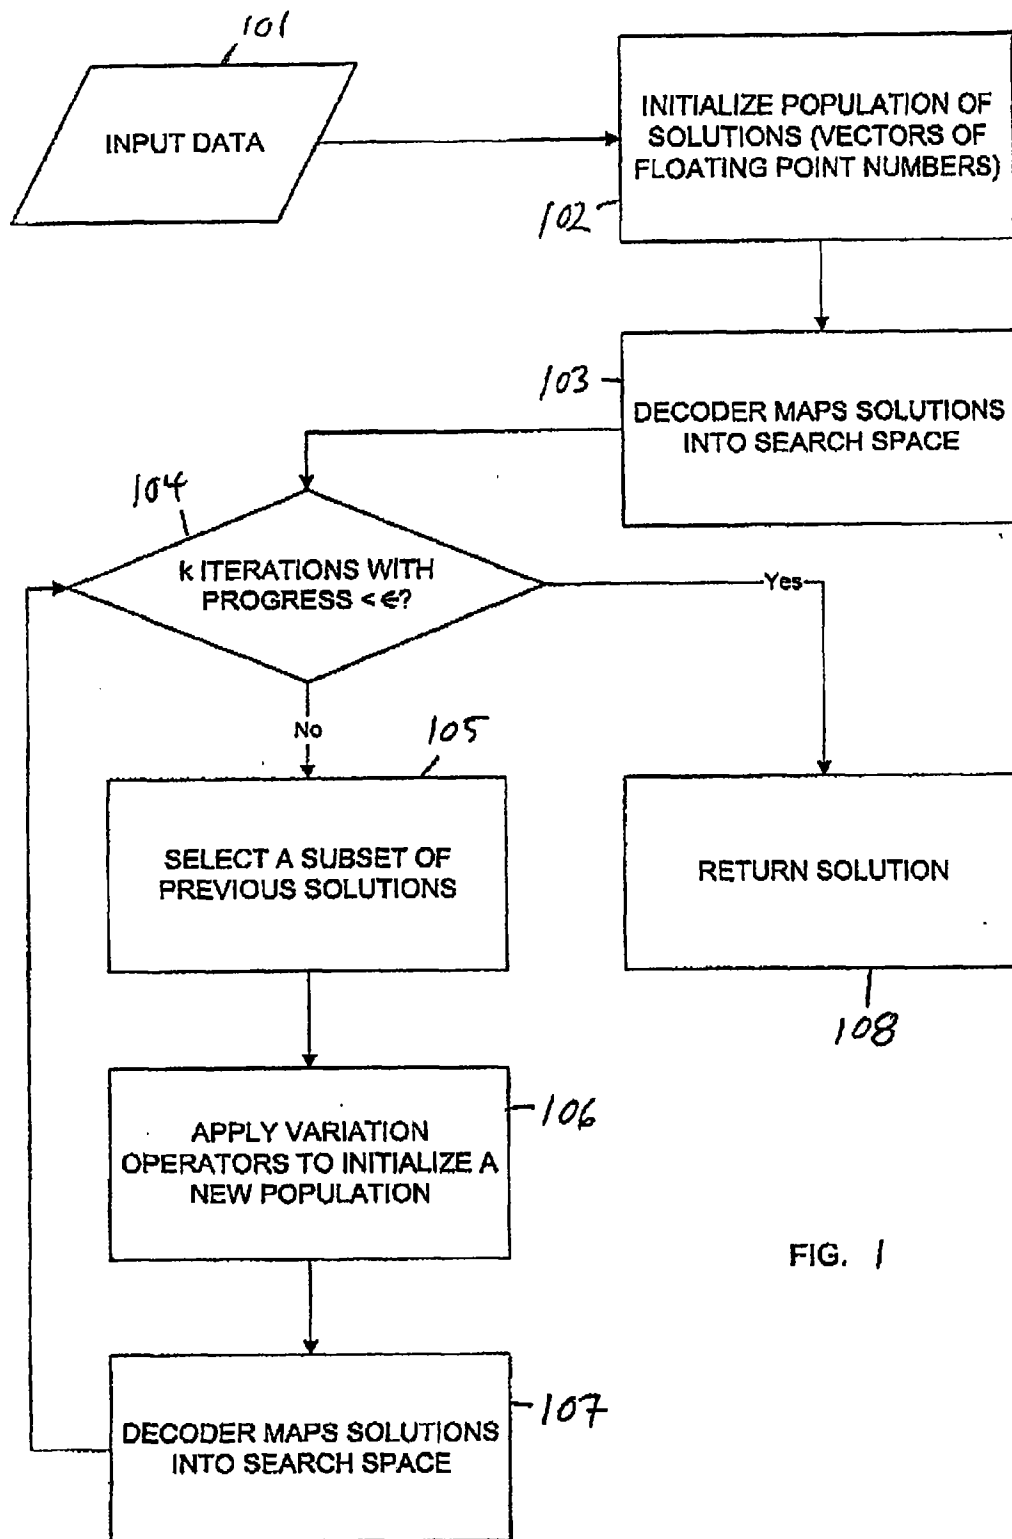 101
INPUT DATA
INITIALIZE POPULATION OF
SOLUTIONS (VECTORS OF
FLOATING POINT NUMBERS)
102
103
DECODER MAPS SOLUTIONS
INTO SEARCH SPACE
104
k ITERATIONS WITH
PROGRESS < ∈?
Yes
No
105
SELECT A SUBSET OF
PREVIOUS SOLUTIONS
RETURN SOLUTION
108
106
APPLY VARIATION
OPERATORS TO INITIALIZE A
NEW POPULATION
FIG. 1
107
DECODER MAPS SOLUTIONS
INTO SEARCH SPACE